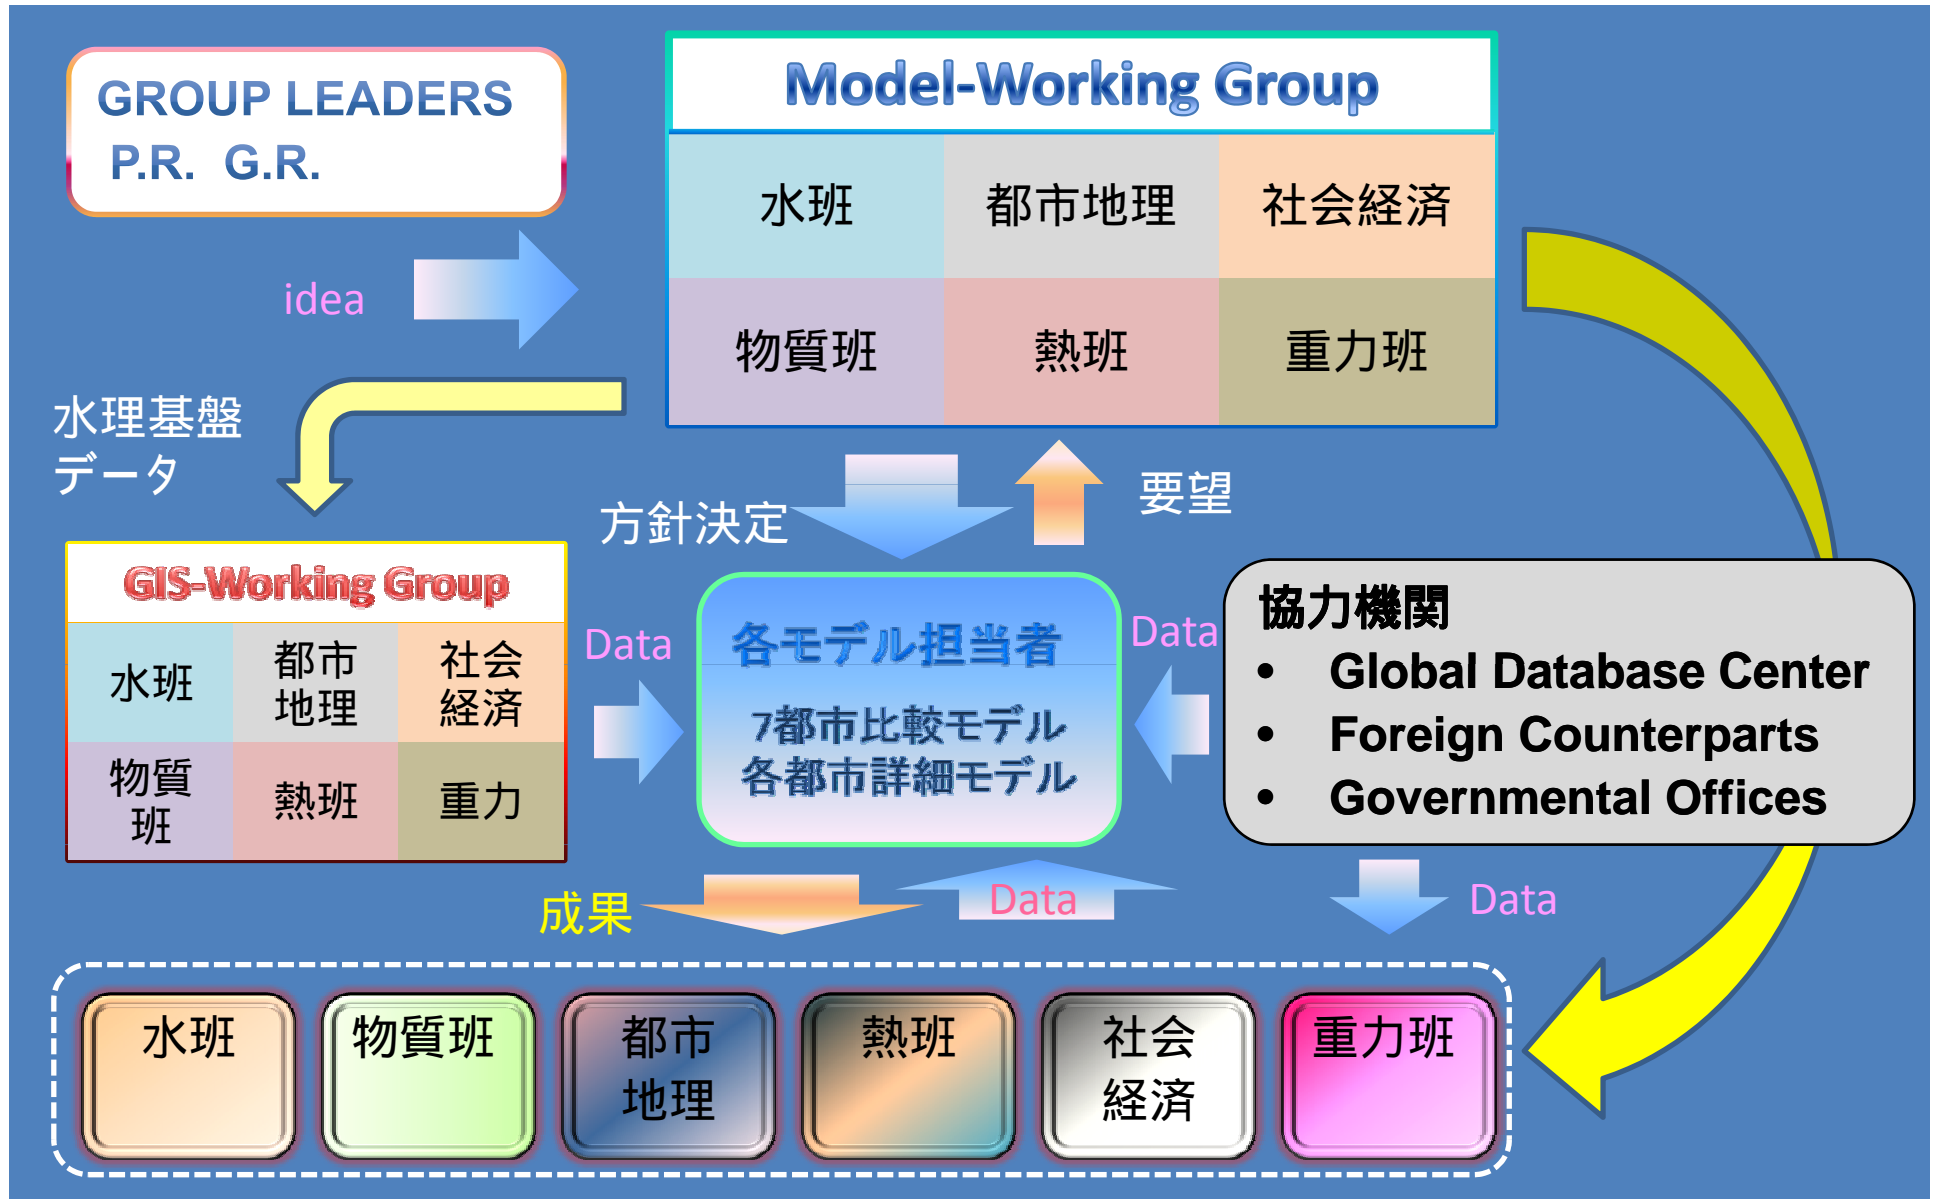 GROUP LEADERS
P.R. G.R.
Model-Working Group
水班
都市地理
社会経済
物質班
熱班
重力班
idea
水理基盤
データ
方針決定
要望
GIS-Working Group
水班
都市
地理
社会
経済
物質
班
熱班
重力
Data
各モデル担当者
7都市比較モデル
各都市詳細モデル
Data
協力機関
• Global Database Center
• Foreign Counterparts
• Governmental Offices
成果
Data
Data
水班
物質班
都市
地理
熱班
社会
経済
重力班